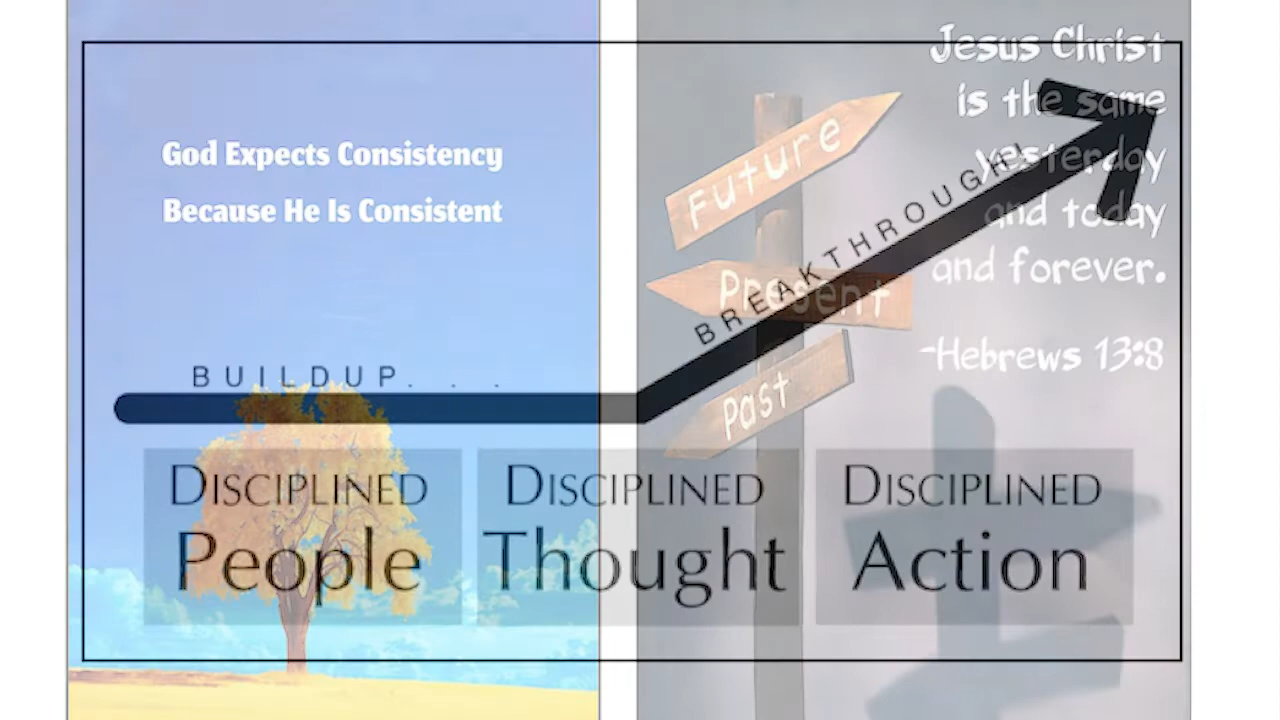 God Expects Consistency
Because He Is Consistent
Jesus Christ
is the same
yesterday
and today
and forever.
-Hebrews 13:8
Future
Present
Past
BUILDUP. . .
BREAKTHROUGH!
DISCIPLINED
People
DISCIPLINED
Thought
DISCIPLINED
Action